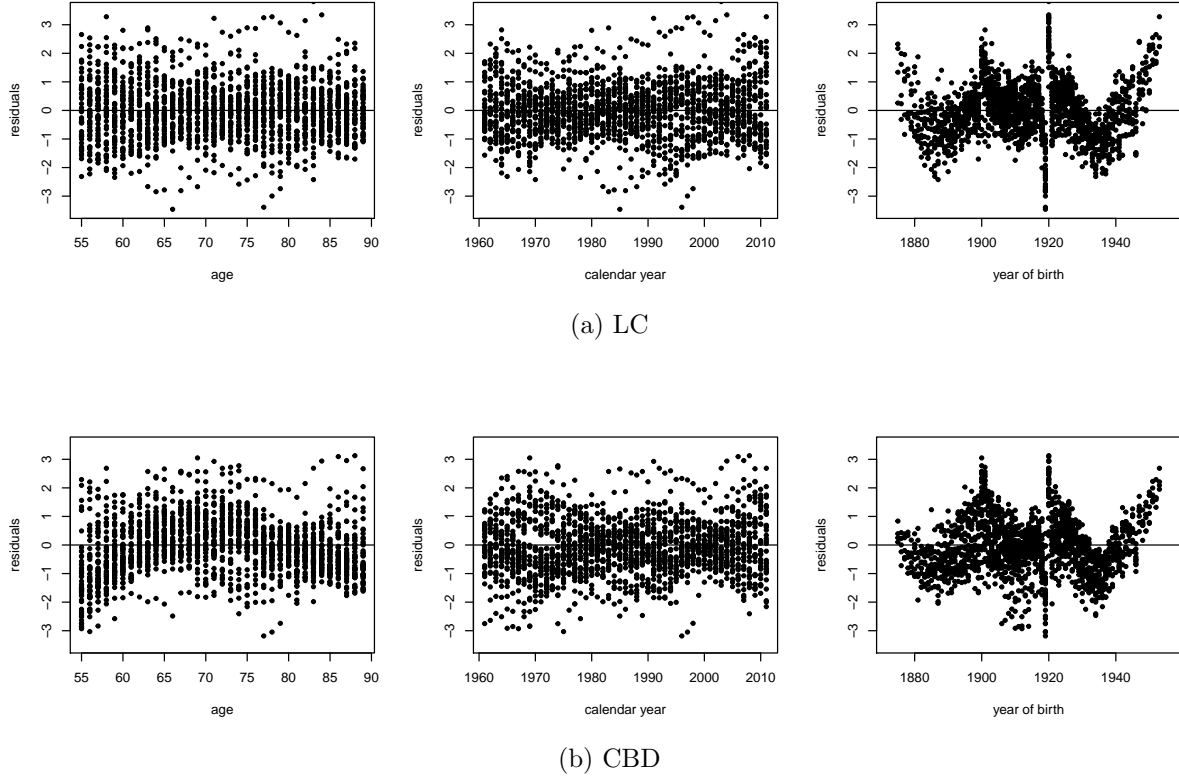 residuals
3
2
1
0
−1
−2
−3
55 60 65 70 75 80 85 90
age
residuals
3
2
1
0
−1
−2
−3
1960 1970 1980 1990 2000 2010
calendar year
residuals
3
2
1
0
−1
−2
−3
1880 1900 1920 1940
year of birth
(a) LC
residuals
3
2
1
0
−1
−2
−3
55 60 65 70 75 80 85 90
age
residuals
3
2
1
0
−1
−2
−3
1960 1970 1980 1990 2000 2010
calendar year
residuals
3
2
1
0
−1
−2
−3
1880 1900 1920 1940
year of birth
(b) CBD